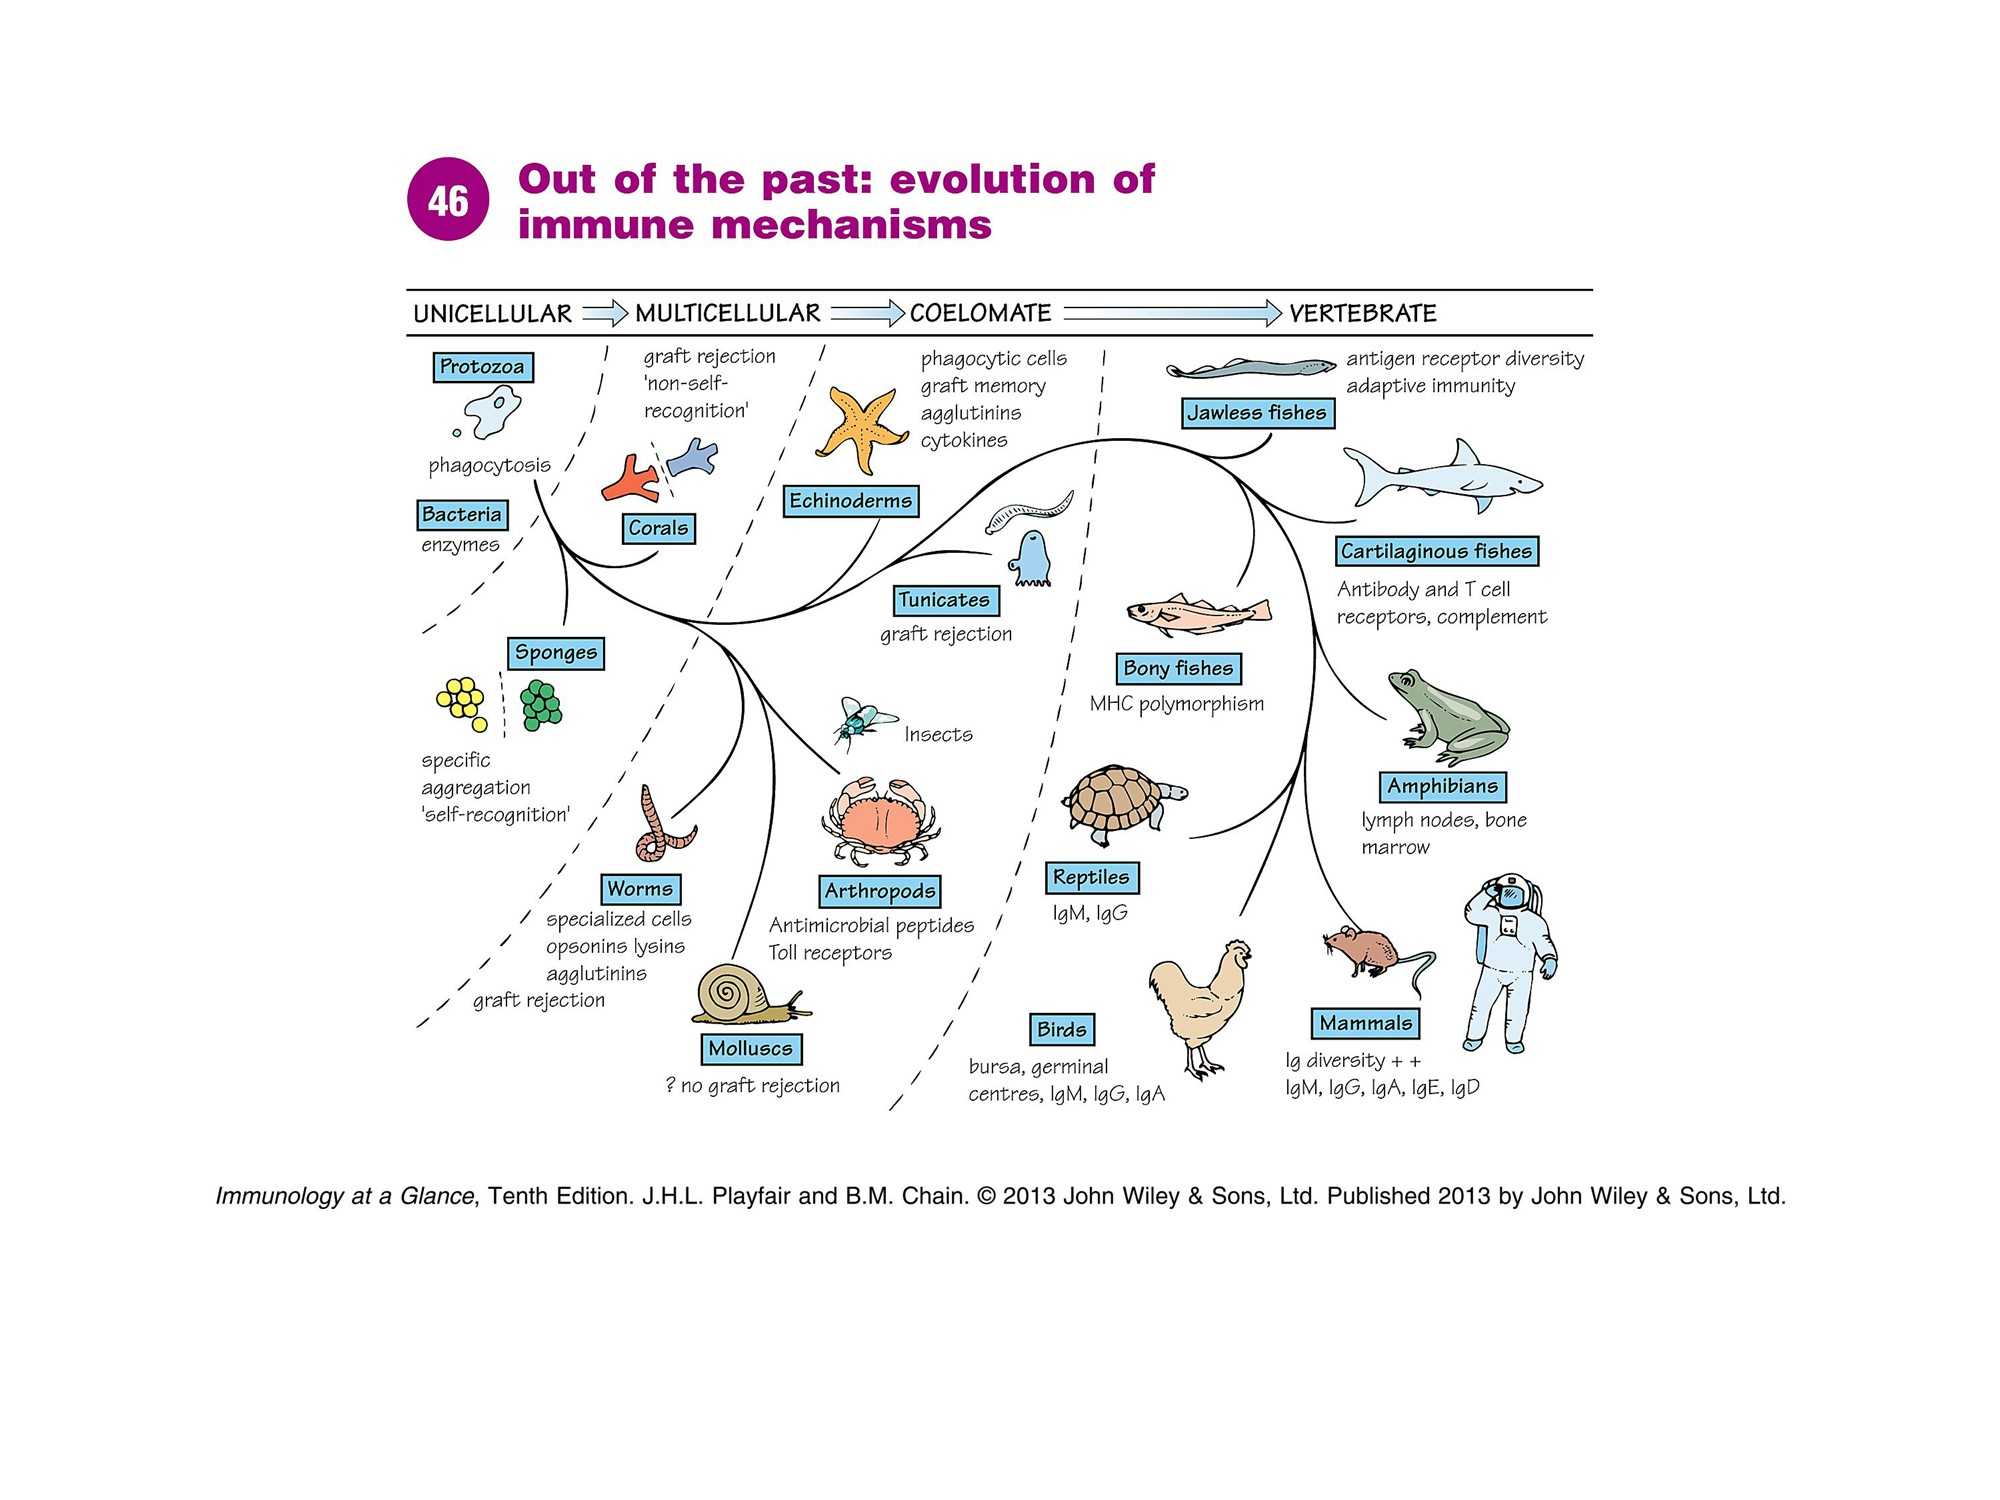 46
Out of the past: evolution of
immune mechanisms
UNICELLULAR MULTICELLULAR COELOMATE VERTEBRATE
Protozoa
phagocytosis
Bacteria
enzymes
Sponges
specific
aggregation
'self-recognition'
graft rejection
'non-self-
recognition'
Corals
phagocytic cells
graft memory
agglutinins
cytokines
Echinoderms
Tunicates
graft rejection
Insects
Worms
specialized cells
opsonins lysins
agglutinins
graft rejection
Arthropods
Antimicrobial peptides
Toll receptors
Molluscs
? no graft rejection
antigen receptor diversity
adaptive immunity
Jawless fishes
Cartilaginous fishes
Antibody and T cell
receptors, complement
Bony fishes
MHC polymorphism
Amphibians
lymph nodes, bone
marrow
Reptiles
IgM, IgG
Birds
bursa, germinal
centres, IgM, IgG, IgA
Mammals
Ig diversity + +
IgM, IgG, IgA, IgE, IgD
Immunology at a Glance, Tenth Edition. J.H.L. Playfair and B.M. Chain. © 2013 John Wiley & Sons, Ltd. Published 2013 by John Wiley & Sons, Ltd.